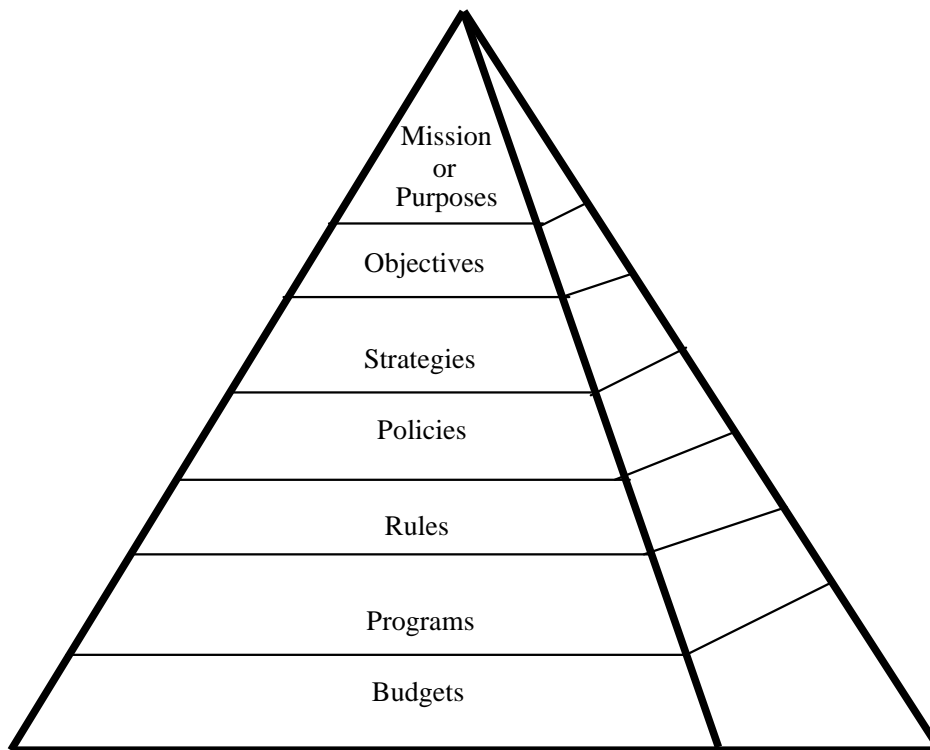 Mission
or
Purposes
Objectives
Strategies
Policies
Rules
Programs
Budgets